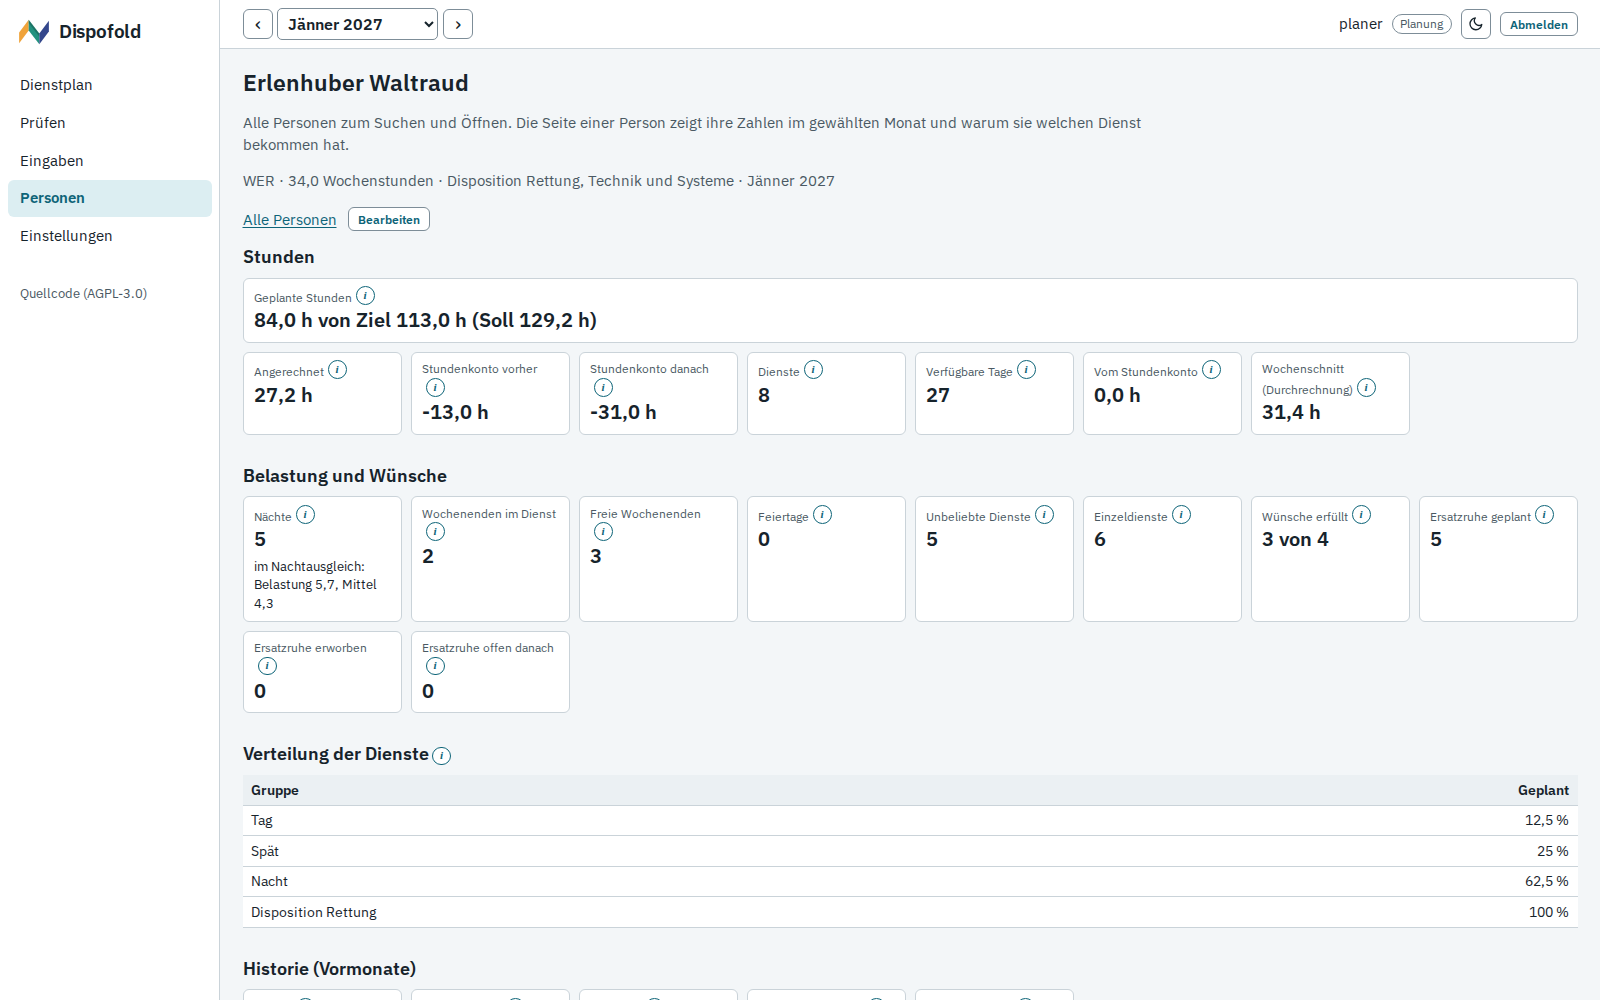 Dispofold
Dienstplan
Prüfen
Eingaben
Personen
Einstellungen
Quellcode (AGPL-3.0)
‹ Jänner 2027 ›
planer Planung Abmelden
Erlenhuber Waltraud
Alle Personen zum Suchen und Öffnen. Die Seite einer Person zeigt ihre Zahlen im gewählten Monat und warum sie welchen Dienst
bekommen hat.
WER · 34,0 Wochenstunden · Disposition Rettung, Technik und Systeme · Jänner 2027
Alle Personen Bearbeiten
Stunden
Geplante Stunden i
84,0 h von Ziel 113,0 h (Soll 129,2 h)
Angerechnet i
27,2 h
Stundenkonto vorher
i
-13,0 h
Stundenkonto danach
i
-31,0 h
Dienste i
8
Verfügbare Tage i
27
Vom Stundenkonto i
0,0 h
Wochenschnitt
(Durchrechnung) i
31,4 h
Belastung und Wünsche
Nächte i
5
im Nachtausgleich:
Belastung 5,7, Mittel
4,3
Wochenenden im Dienst
i
2
Freie Wochenenden
i
3
Feiertage i
0
Unbeliebte Dienste i
5
Einzeldienste i
6
Wünsche erfüllt i
3 von 4
Ersatzruhe geplant i
5
Ersatzruhe erworben
i
0
Ersatzruhe offen danach
i
0
Verteilung der Dienste i
Gruppe Geplant
Tag 12,5 %
Spät 25 %
Nacht 62,5 %
Disposition Rettung 100 %
Historie (Vormonate)